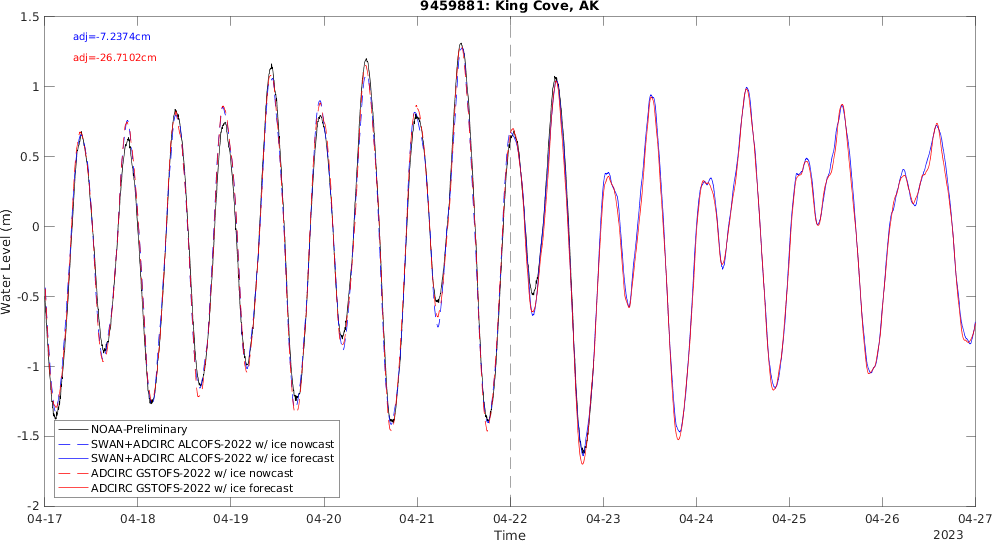 9459881: King Cove, AK
adj=-7.2374cm
adj=-26.7102cm
Water Level (m)
1.5
1
0.5
0
-0.5
-1
-1.5
-2
NOAA-Preliminary
SWAN+ADCIRC ALCOFS-2022 w/ ice nowcast
SWAN+ADCIRC ALCOFS-2022 w/ ice forecast
ADCIRC GSTOFS-2022 w/ ice nowcast
ADCIRC GSTOFS-2022 w/ ice forecast
04-17 04-18 04-19 04-20 04-21 04-22 04-23 04-24 04-25 04-26 04-27
Time
2023